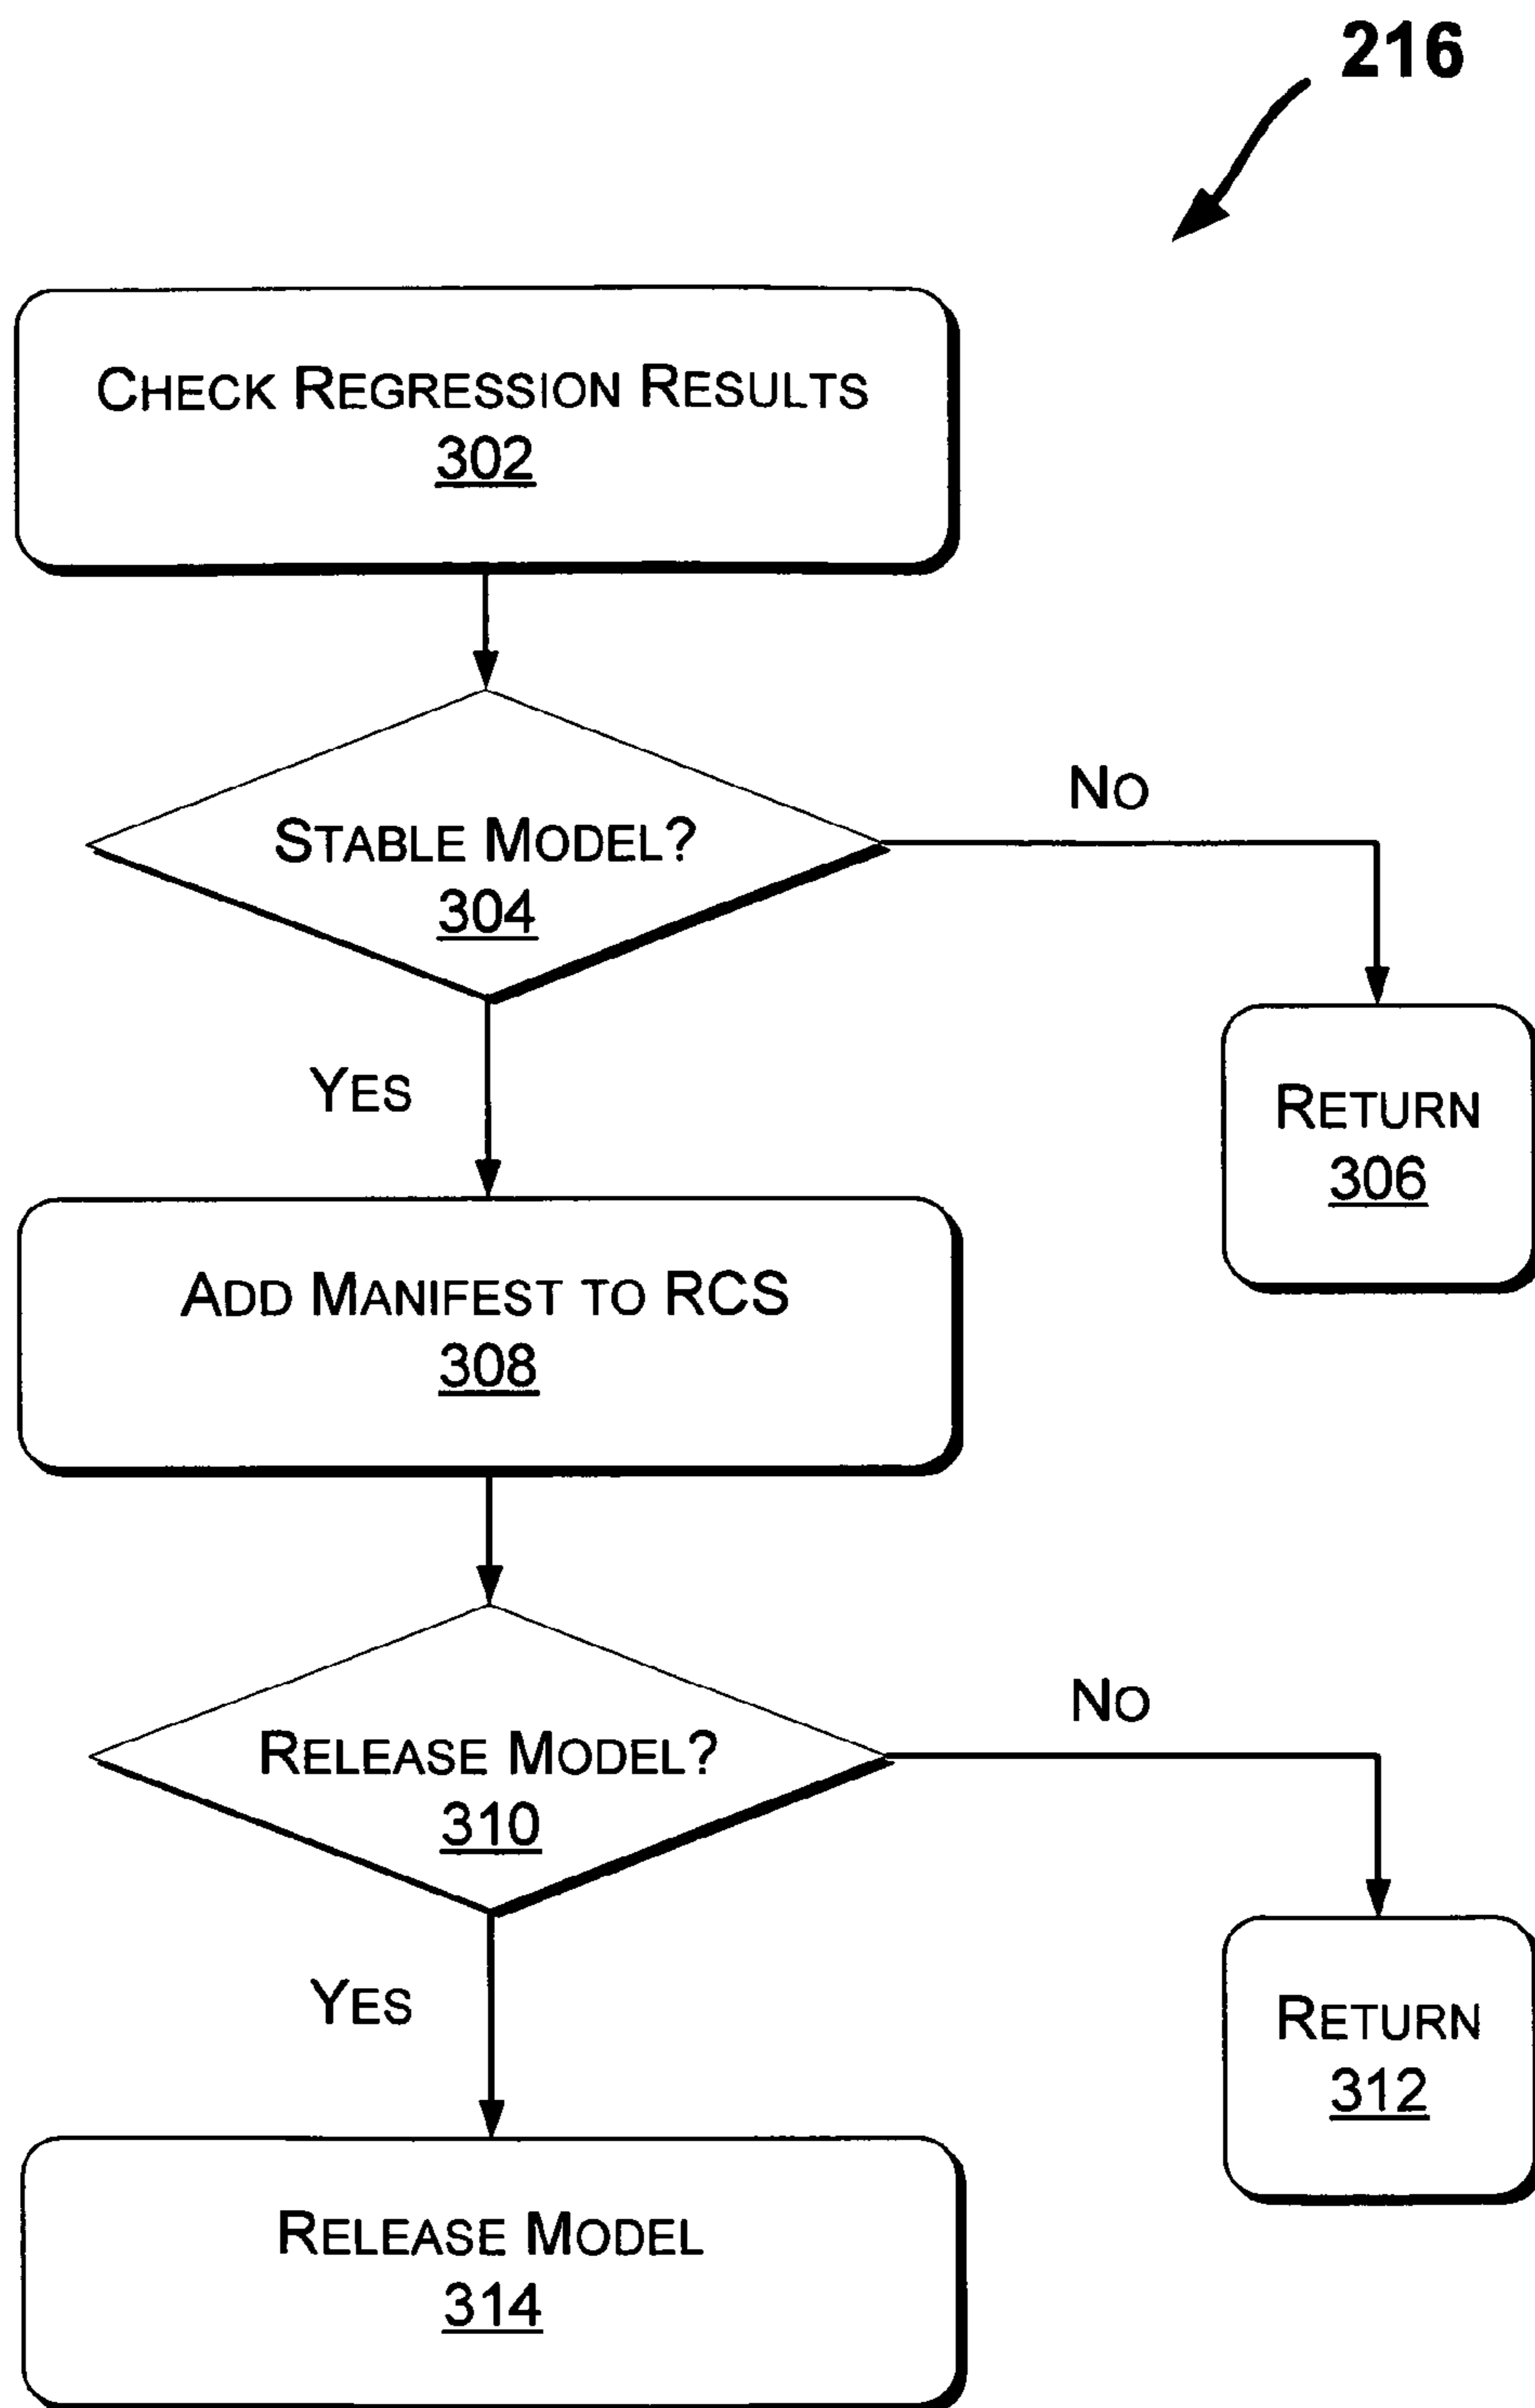 216
CHECK REGRESSION RESULTS
302
STABLE MODEL?
304
NO
YES
RETURN
306
ADD MANIFEST TO RCS
308
RELEASE MODEL?
310
NO
YES
RETURN
312
RELEASE MODEL
314